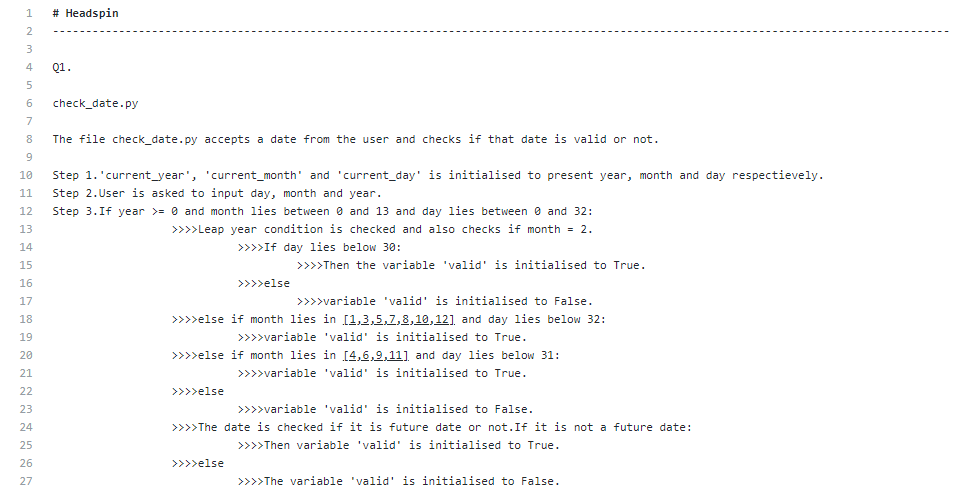 1 # Headspin
2 ----------------------------------------------------------------------------------------------------------------------------------------
3
4 Q1.
5
6 check_date.py
7
8 The file check_date.py accepts a date from the user and checks if that date is valid or not.
9
10 Step 1.'current_year', 'current_month' and 'current_day' is initialised to present year, month and day respectievely.
11 Step 2.User is asked to input day, month and year.
12 Step 3.If year >= 0 and month lies between 0 and 13 and day lies between 0 and 32:
13 >>>>Leap year condition is checked and also checks if month = 2.
14 >>>>If day lies below 30:
15 >>>>Then the variable 'valid' is initialised to True.
16 >>>>else
17 >>>>variable 'valid' is initialised to False.
18 >>>>else if month lies in [1,3,5,7,8,10,12] and day lies below 32:
19 >>>>variable 'valid' is initialised to True.
20 >>>>else if month lies in [4,6,9,11] and day lies below 31:
21 >>>>variable 'valid' is initialised to True.
22 >>>>else
23 >>>>variable 'valid' is initialised to False.
24 >>>>The date is checked if it is future date or not.If it is not a future date:
25 >>>>Then variable 'valid' is initialised to True.
26 >>>>else
27 >>>>The variable 'valid' is initialised to False.